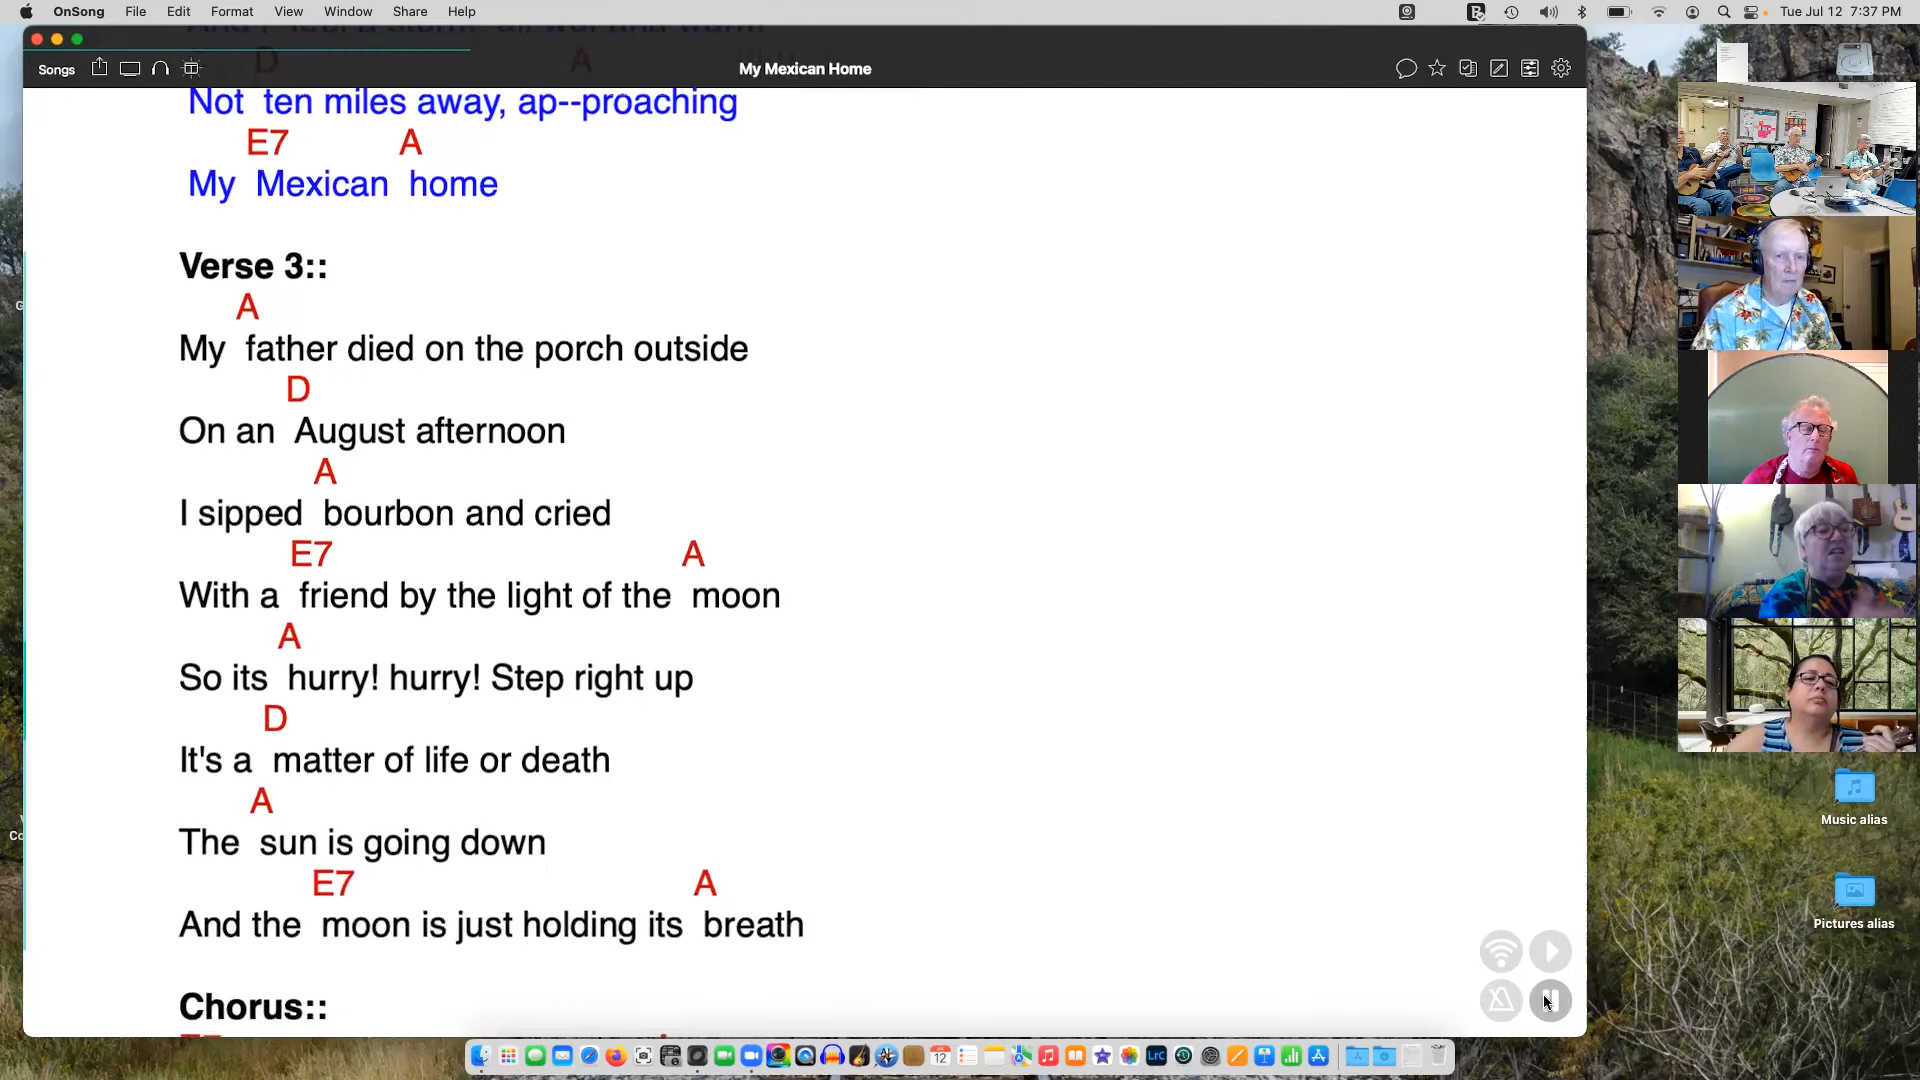 OnSong File Edit Format View Window Share Help
Tue Jul 12 7:37 PM
Songs
My Mexican Home
D A
Not ten miles away, ap--proaching
E7 A
My Mexican home
Verse 3::
A
My father died on the porch outside
D
On an August afternoon
A
I sipped bourbon and cried
E7 A
With a friend by the light of the moon
A
So its hurry! hurry! Step right up
D
It's a matter of life or death
A
The sun is going down
E7 A
And the moon is just holding its breath
Chorus::
Music alias
Pictures alias
12
Lrc